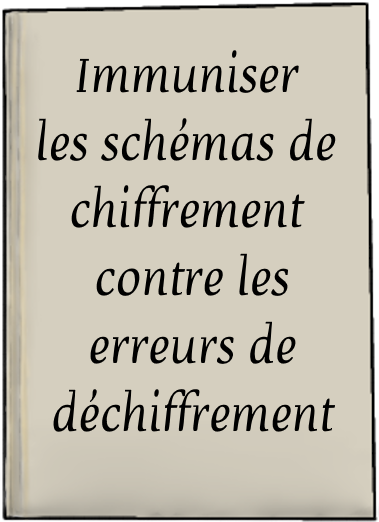 Immuniser
les schémas de
chiffrement
contre les
erreurs de
déchiffrement